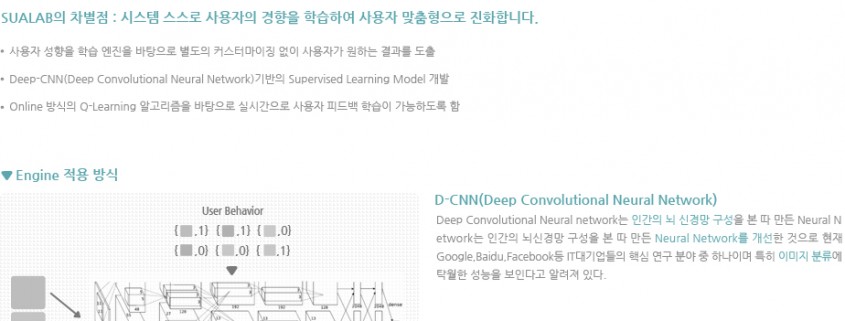 SUALAB의 차별점 : 시스템 스스로 사용자의 경향을 학습하여 사용자 맞춤형으로 진화합니다.
• 사용자 성향을 학습 엔진을 바탕으로 별도의 커스터마이징 없이 사용자가 원하는 결과를 도출
• Deep-CNN(Deep Convolutional Neural Network)기반의 Supervised Learning Model 개발
• Online 방식의 Q-Learning 알고리즘을 바탕으로 실시간으로 사용자 피드백 학습이 가능하도록 함
▼ Engine 적용 방식
User Behavior
{ ,1} { ,1} { ,0}
{ ,0} { ,0} { ,1}
D-CNN(Deep Convolutional Neural Network)
Deep Convolutional Neural network는 인간의 뇌 신경망 구성을 본 따 만든 Neural N
etwork는 인간의 뇌신경망 구성을 본 따 만든 Neural Network를 개선한 것으로 현재
Google,Baidu,Facebook등 IT대기업들의 핵심 연구 분야 중 하나이며 특히 이미지 분류에
탁월한 성능을 보인다고 알려져 있다.